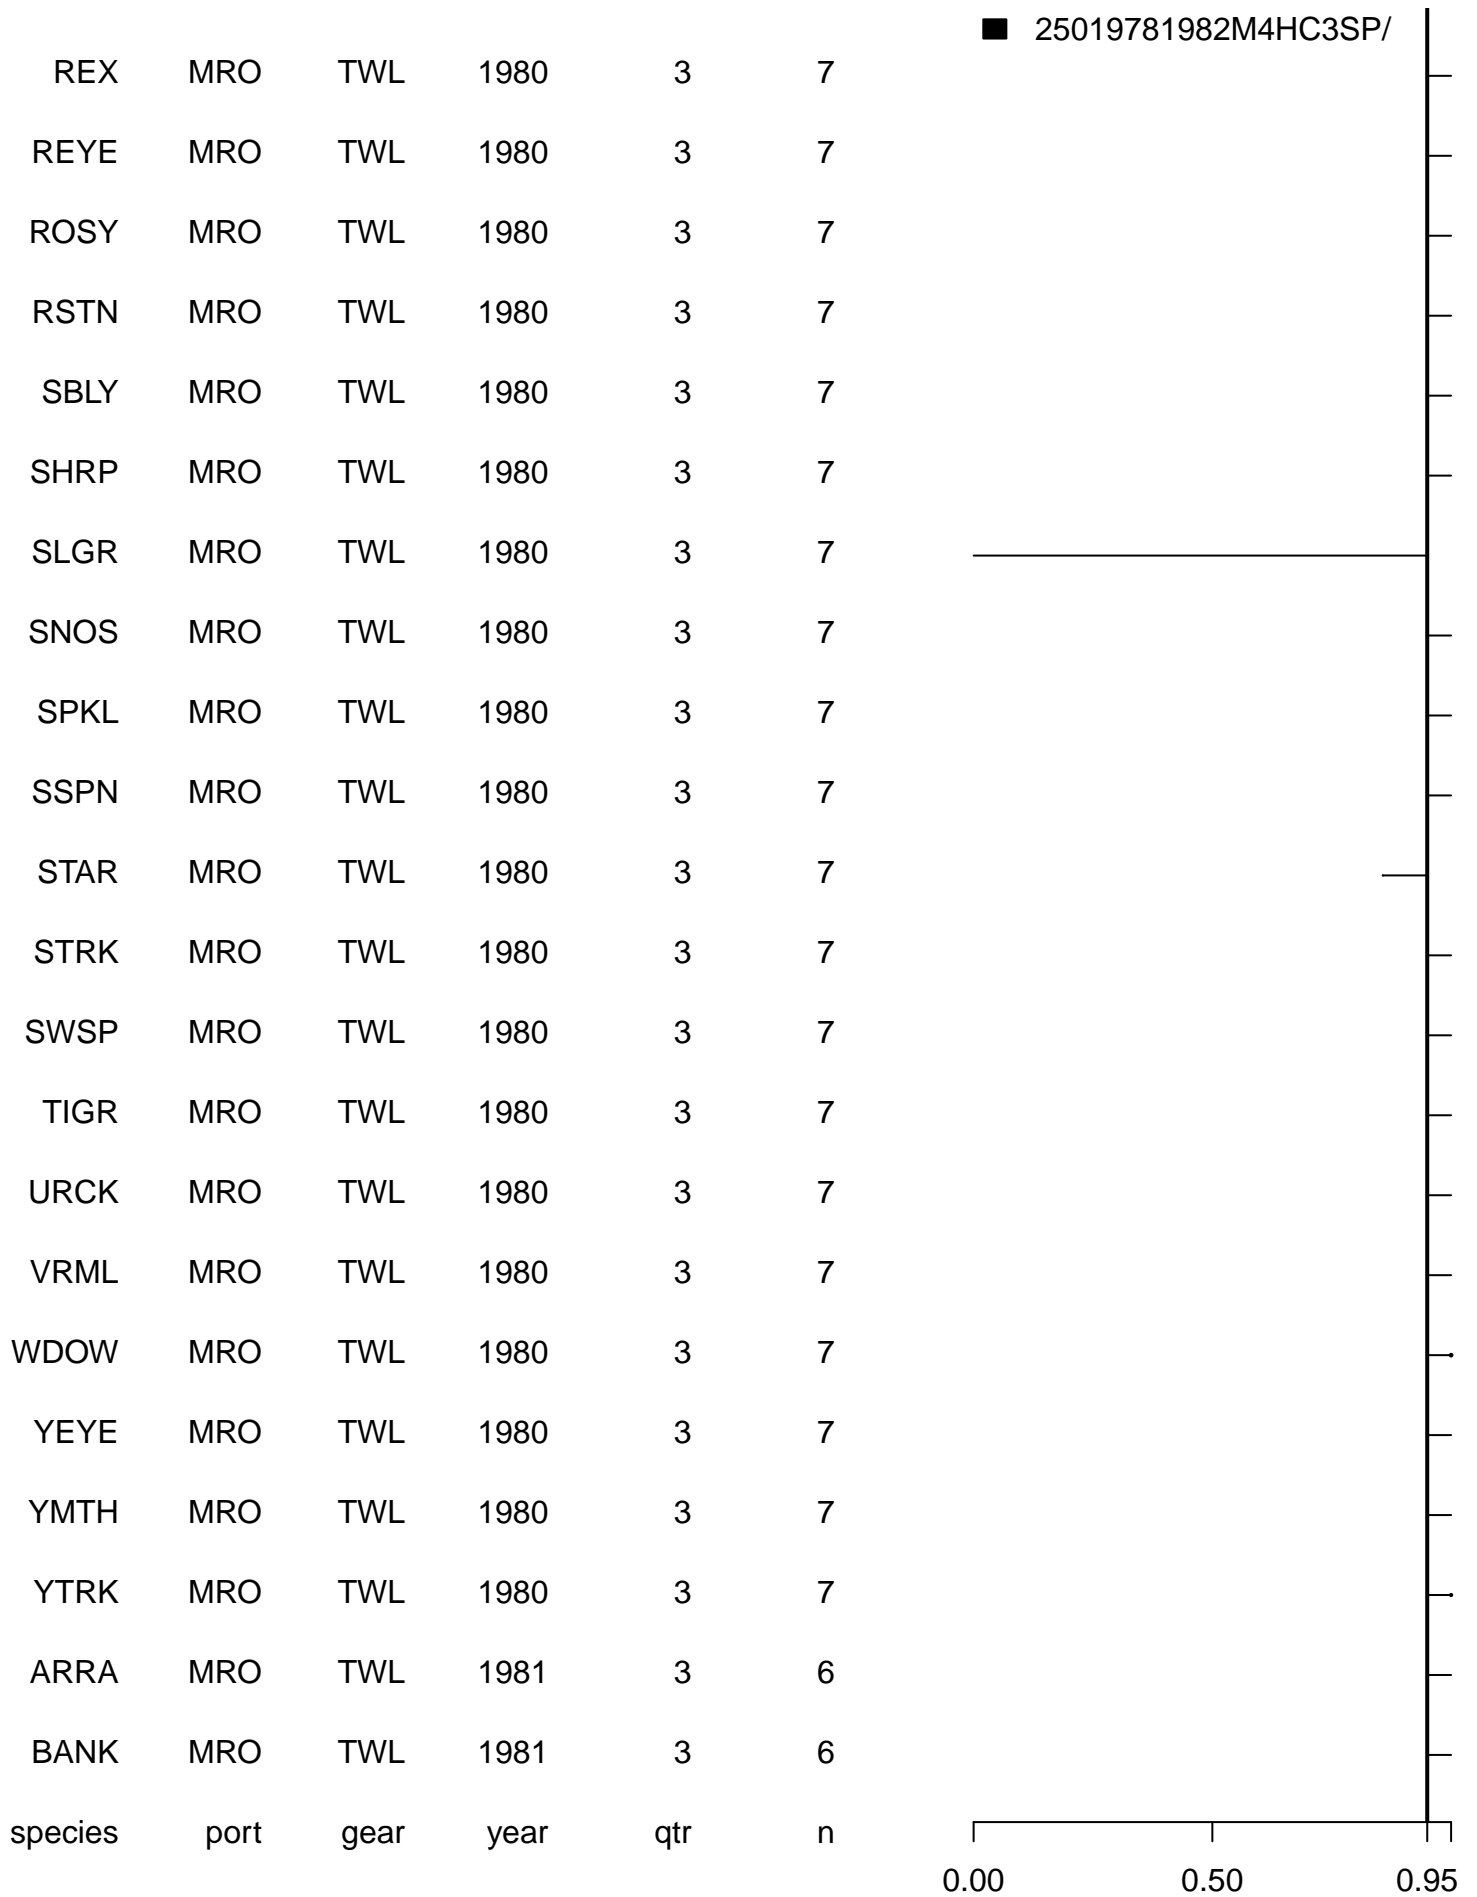 25019781982M4HC3SP/
REX MRO TWL 1980 3 7
REYE MRO TWL 1980 3 7
ROSY MRO TWL 1980 3 7
RSTN MRO TWL 1980 3 7
SBLY MRO TWL 1980 3 7
SHRP MRO TWL 1980 3 7
SLGR MRO TWL 1980 3 7
SNOS MRO TWL 1980 3 7
SPKL MRO TWL 1980 3 7
SSPN MRO TWL 1980 3 7
STAR MRO TWL 1980 3 7
STRK MRO TWL 1980 3 7
SWSP MRO TWL 1980 3 7
TIGR MRO TWL 1980 3 7
URCK MRO TWL 1980 3 7
VRML MRO TWL 1980 3 7
WDOW MRO TWL 1980 3 7
YEYE MRO TWL 1980 3 7
YMTH MRO TWL 1980 3 7
YTRK MRO TWL 1980 3 7
ARRA MRO TWL 1981 3 6
BANK MRO TWL 1981 3 6
species port gear year qtr n
0.00 0.50 0.95